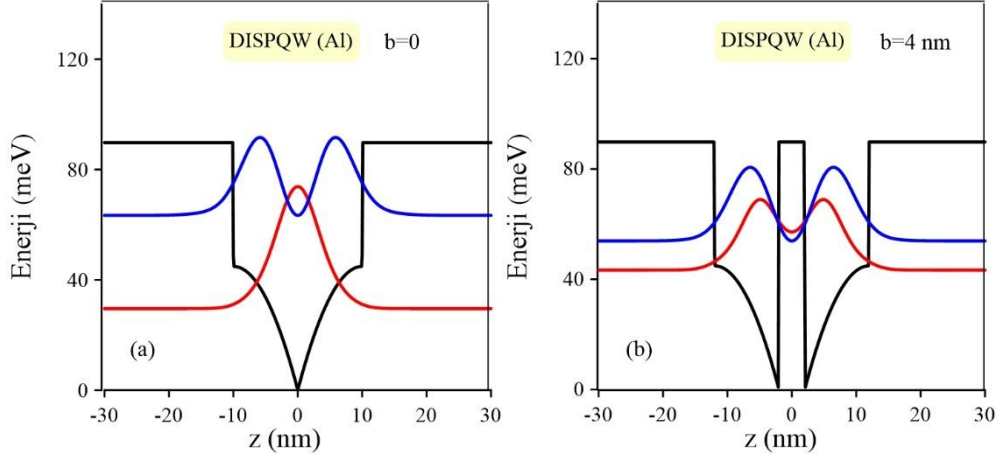 DISPQW (Al) b=0
120
80
40
0
Enerji (meV)
(a)
-30 -20 -10 0 10 20 30
z (nm)
DISPQW (Al) b=4 nm
120
80
40
0
Enerji (meV)
(b)
-30 -20 -10 0 10 20 30
z (nm)